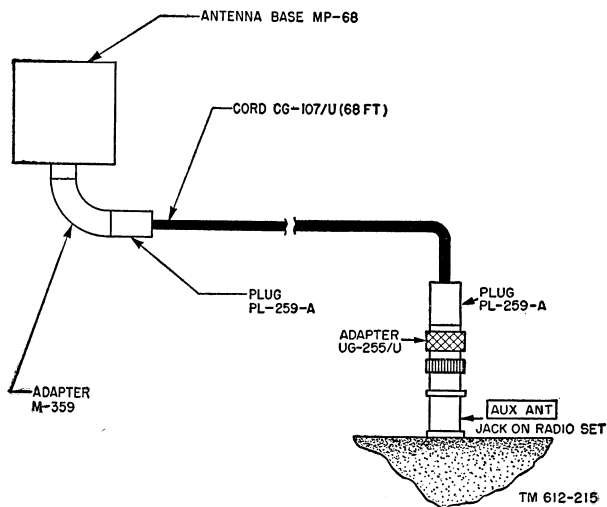 ANTENNA BASE MP-68
CORD CG-107/U (68 FT)
PLUG
PL-259-A
PLUG
PL-259-A
ADAPTER
UG-255/U
ADAPTER
M-359
AUX ANT
JACK ON RADIO SET
TM 612-215